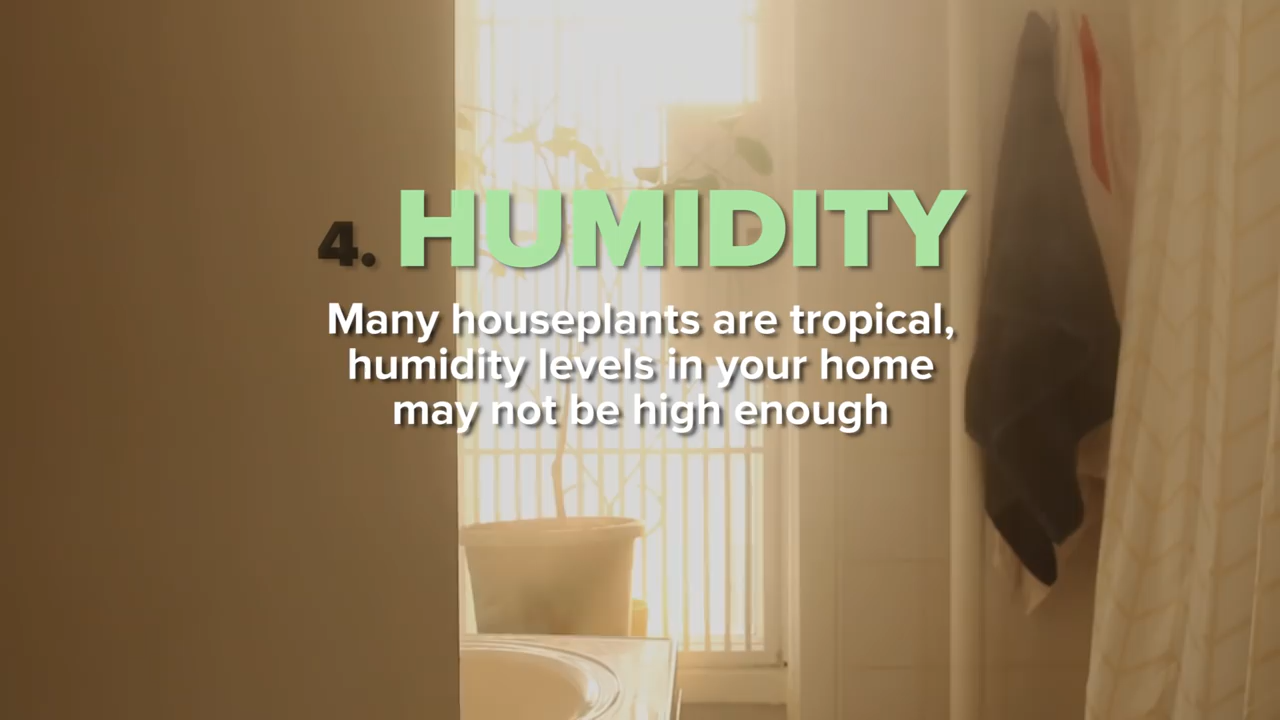 4. HUMIDITY
Many houseplants are tropical,
humidity levels in your home
may not be high enough